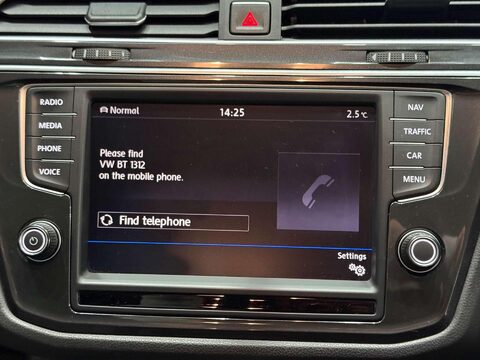 RADIO
MEDIA
PHONE
VOICE
Normal
14:25
2.5 °C
Please find
VW BT 1312
on the mobile phone.
Find telephone
Settings
NAV
TRAFFIC
CAR
MENU